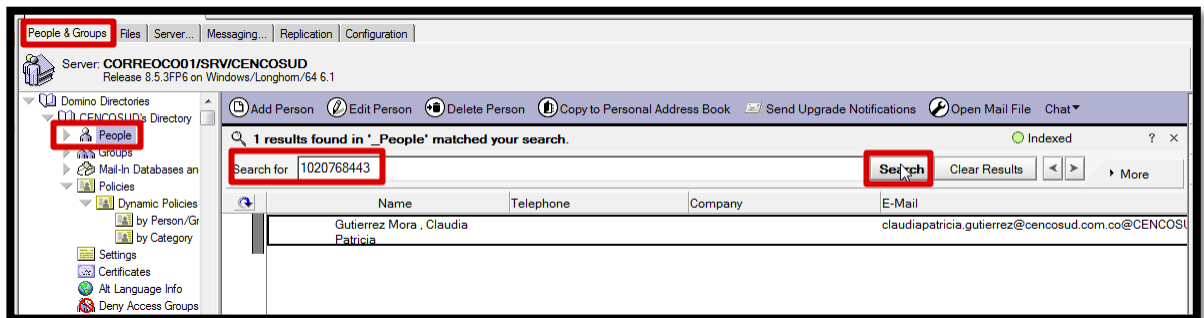 People & Groups Files Server... Messaging... Replication Configuration
Server: CORREOCO01/SRV/CENCOSUD
Release 8.5.3FP6 on Windows/Longhorn/64 6.1
Domino Directories
CENCOSUD's Directory
People
Groups
Mail-In Databases an
Policies
Dynamic Policies
by Person/Gr
by Category
Settings
Certificates
Alt Language Info
Deny Access Groups
Add Person Edit Person Delete Person Copy to Personal Address Book Send Upgrade Notifications Open Mail File Chat
1 results found in '_People' matched your search. Indexed ? ×
Search for 1020768443 Search Clear Results More
Name Telephone Company E-Mail
Gutierrez Mora , Claudia claudiapatricia.gutierrez@cencosud.com.co@CENCOSU
Patricia